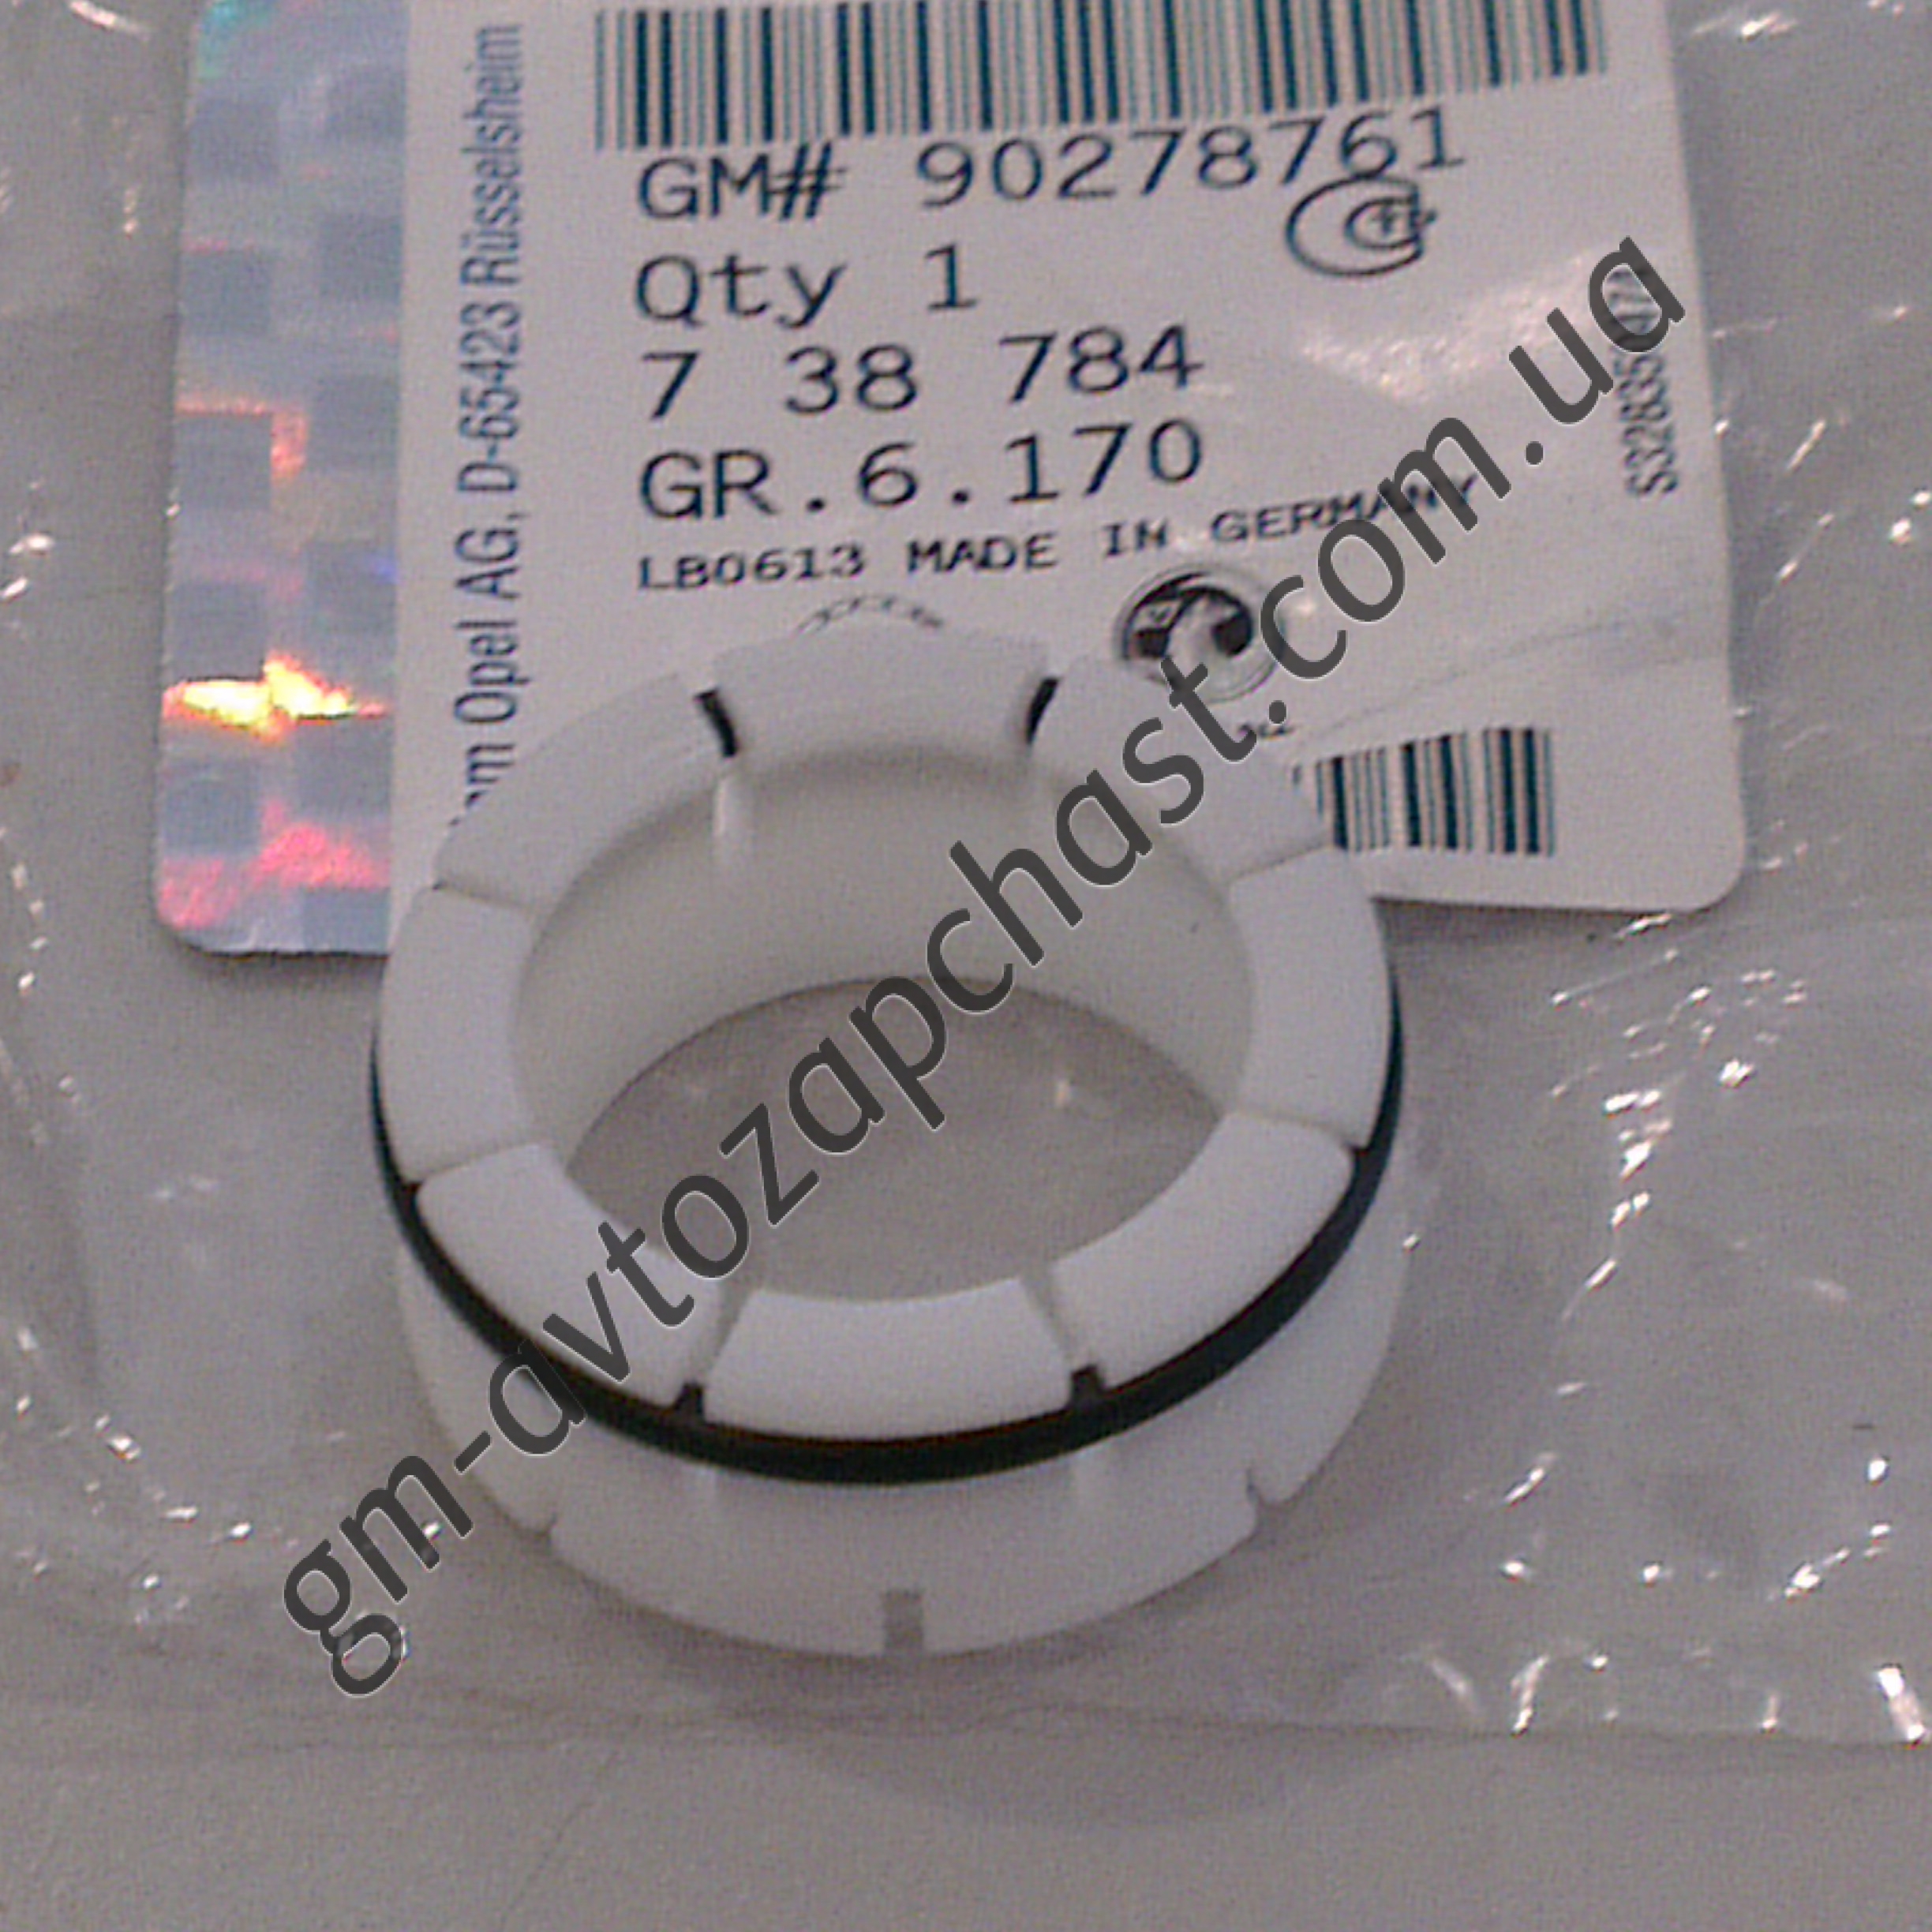 GM# 90278761
Qty 1
7 38 784
GR.6.170
LB0613 MADE IN GERMANY
Opel AG, D-65423 Rüsselsheim
gm-avtozapchast.com.ua